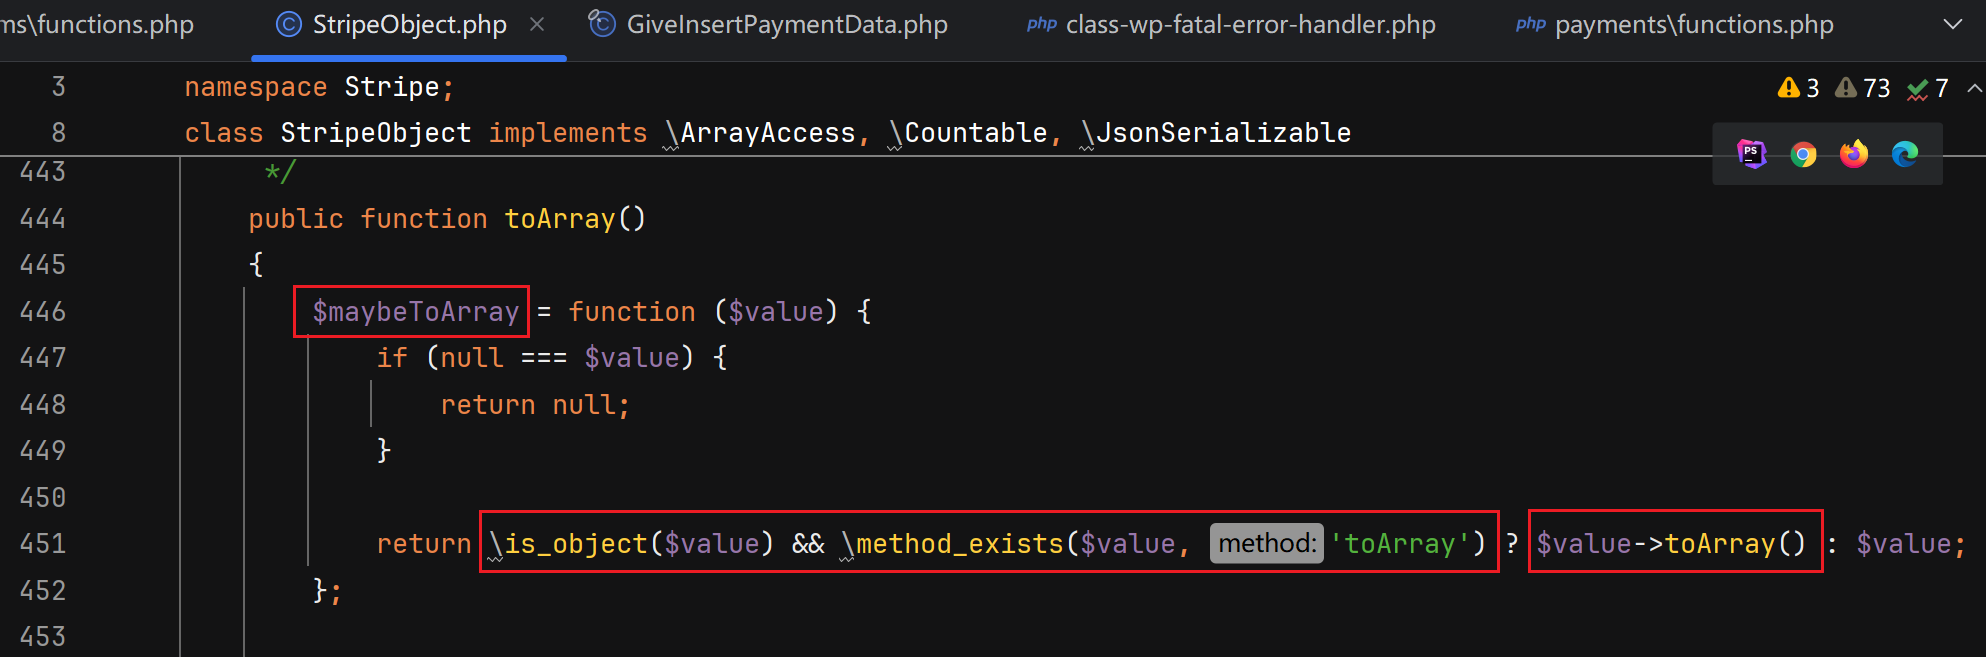 ms\functions.php StripeObject.php GiveInsertPaymentData.php php class-wp-fatal-error-handler.php php payments\functions.php
3 namespace Stripe; 3 73 7
8 class StripeObject implements \ArrayAccess, \Countable, \JsonSerializable
PS
443 */
444 public function toArray()
445 {
446 $maybeToArray = function ($value) {
447 if (null === $value) {
448 return null;
449 }
450
451 return \is_object($value) && \method_exists($value, method: 'toArray') ? $value->toArray() : $value;
452 };
453